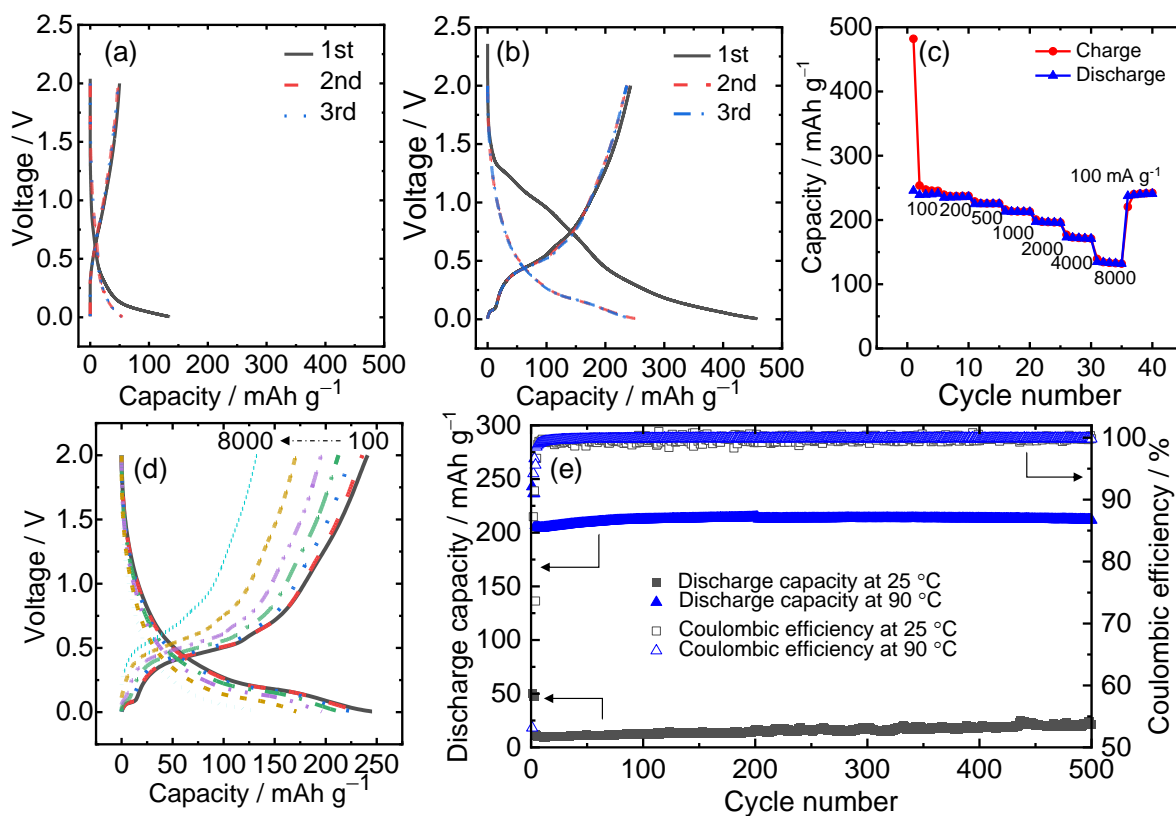 (a)
1st
2nd
3rd
2.5
2.0
1.5
1.0
0.5
0.0
Voltage / V
0 100 200 300 400 500
Capacity / mAh g⁻¹
(b)
1st
2nd
3rd
2.5
2.0
1.5
1.0
0.5
0.0
Voltage / V
0 100 200 300 400 500
Capacity / mAh g⁻¹
(c)
Charge
Discharge
500
400
300
200
100
0
Capacity / mAh g⁻¹
100 mA g⁻¹
100
200
500
1000
2000
4000
8000
0 10 20 30 40
Cycle number
(d)
8000
100
2.0
1.5
1.0
0.5
0.0
Voltage / V
0 50 100 150 200 250
Capacity / mAh g⁻¹
(e)
300
250
200
150
100
50
0
Discharge capacity / mAh g⁻¹
Discharge capacity at 25 °C
Discharge capacity at 90 °C
Coulombic efficiency at 25 °C
Coulombic efficiency at 90 °C
100
90
80
70
60
50
Coulombic efficiency / %
0 100 200 300 400 500
Cycle number